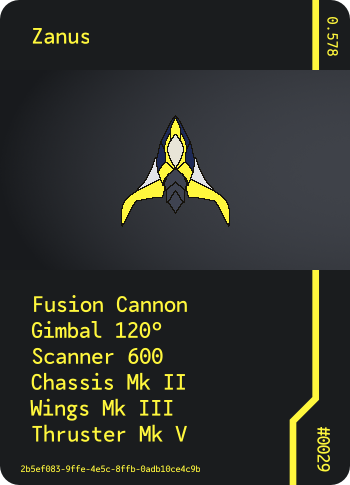 Zanus
0.578
Fusion Cannon
Gimbal 120°
Scanner 600
Chassis Mk II
Wings Mk III
Thruster Mk V
#0029
2b5ef083-9ffe-4e5c-8ffb-0adb10ce4c9b